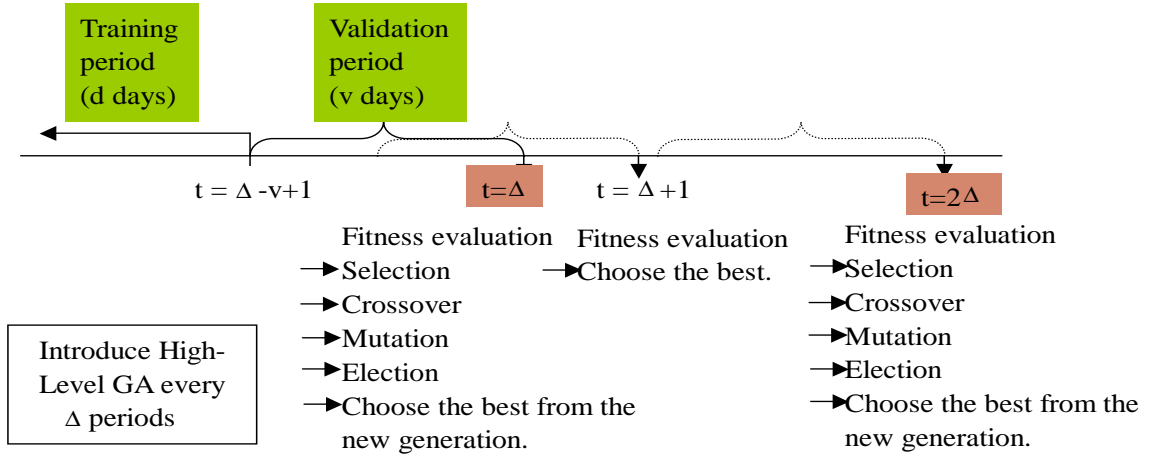 Training
period
(d days)
Validation
period
(v days)
t = Δ -v+1
t=Δ
t = Δ +1
t=2Δ
Fitness evaluation
Selection
Crossover
Mutation
Election
Choose the best from the
new generation.
Fitness evaluation
Choose the best.
Fitness evaluation
Selection
Crossover
Mutation
Election
Choose the best from the
new generation.
Introduce High-
Level GA every
Δ periods